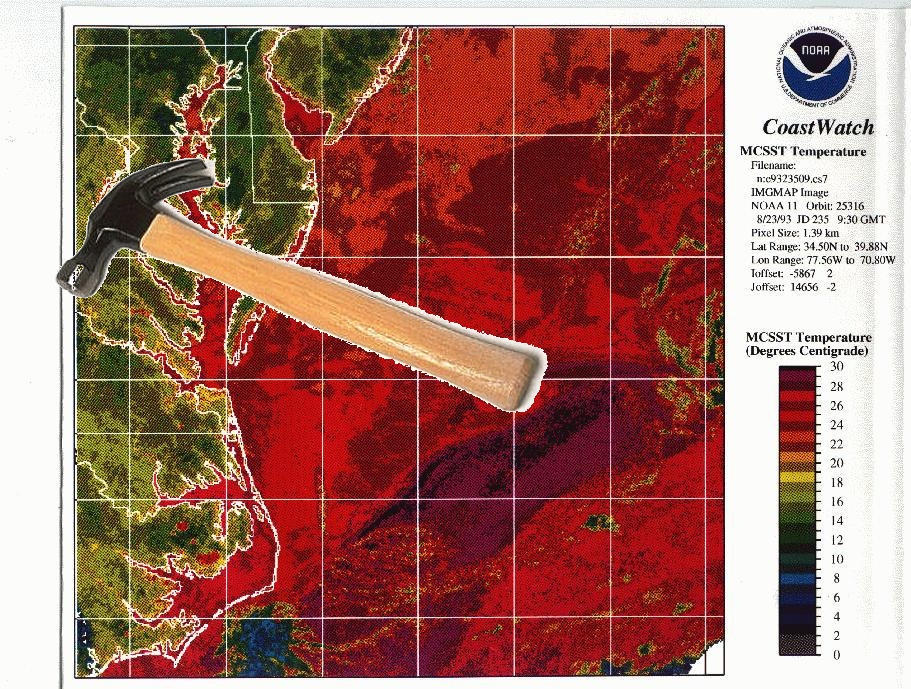 NATIONAL OCEANIC AND ATMOSPHERIC ADMINISTRATION
NOAA
U.S. DEPARTMENT OF COMMERCE
CoastWatch
MCSST Temperature
Filename:
n:c9323509.cs7
IMGMAP Image
NOAA 11 Orbit: 25316
8/23/93 JD 235 9:30 GMT
Pixel Size: 1.39 km
Lat Range: 34.50N to 39.88N
Lon Range: 77.56W to 70.80W
Ioffset: -5867 2
Joffset: 14656 -2
MCSST Temperature
(Degrees Centigrade)
30
28
26
24
22
20
18
16
14
12
10
8
6
4
2
0